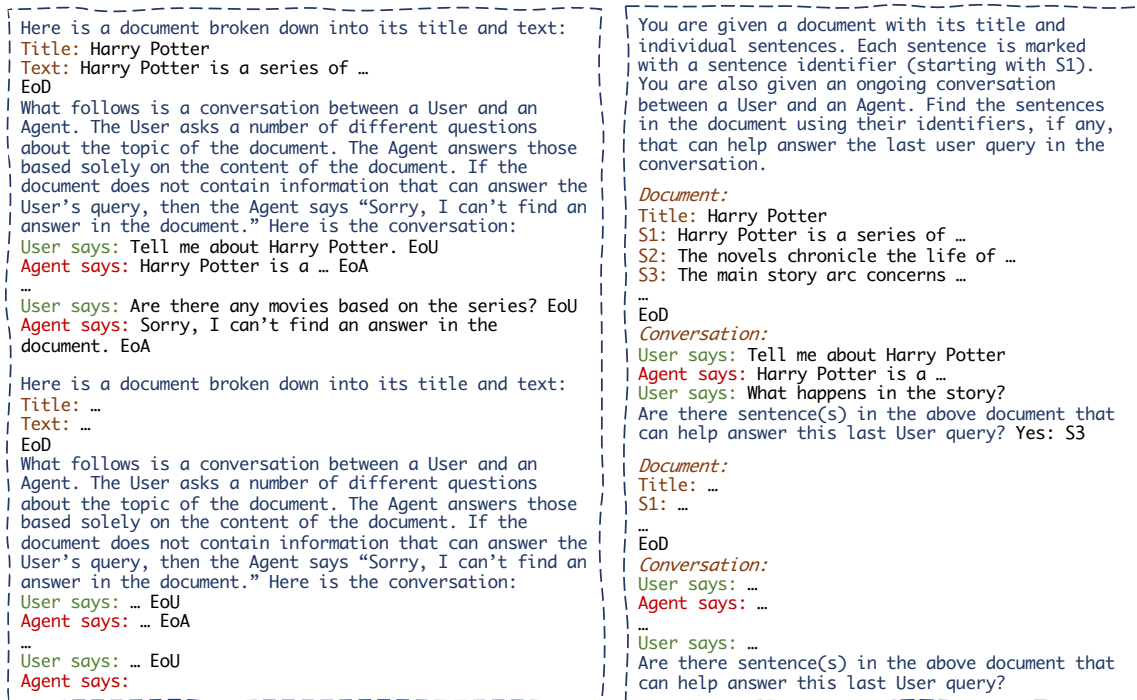 Here is a document broken down into its title and text:
Title: Harry Potter
Text: Harry Potter is a series of …
EoD
What follows is a conversation between a User and an
Agent. The User asks a number of different questions
about the topic of the document. The Agent answers those
based solely on the content of the document. If the
document does not contain information that can answer the
User's query, then the Agent says “Sorry, I can't find an
answer in the document.” Here is the conversation:
User says: Tell me about Harry Potter. EoU
Agent says: Harry Potter is a … EoA
…
User says: Are there any movies based on the series? EoU
Agent says: Sorry, I can't find an answer in the
document. EoA
Here is a document broken down into its title and text:
Title: …
Text: …
EoD
What follows is a conversation between a User and an
Agent. The User asks a number of different questions
about the topic of the document. The Agent answers those
based solely on the content of the document. If the
document does not contain information that can answer the
User's query, then the Agent says “Sorry, I can't find an
answer in the document.” Here is the conversation:
User says: … EoU
Agent says: … EoA
…
User says: … EoU
Agent says:
You are given a document with its title and
individual sentences. Each sentence is marked
with a sentence identifier (starting with S1).
You are also given an ongoing conversation
between a User and an Agent. Find the sentences
in the document using their identifiers, if any,
that can help answer the last user query in the
conversation.
Document:
Title: Harry Potter
S1: Harry Potter is a series of …
S2: The novels chronicle the life of …
S3: The main story arc concerns …
…
EoD
Conversation:
User says: Tell me about Harry Potter
Agent says: Harry Potter is a …
User says: What happens in the story?
Are there sentence(s) in the above document that
can help answer this last User query? Yes: S3
Document:
Title: …
S1: …
…
EoD
Conversation:
User says: …
Agent says: …
…
User says: …
Are there sentence(s) in the above document that
can help answer this last User query?